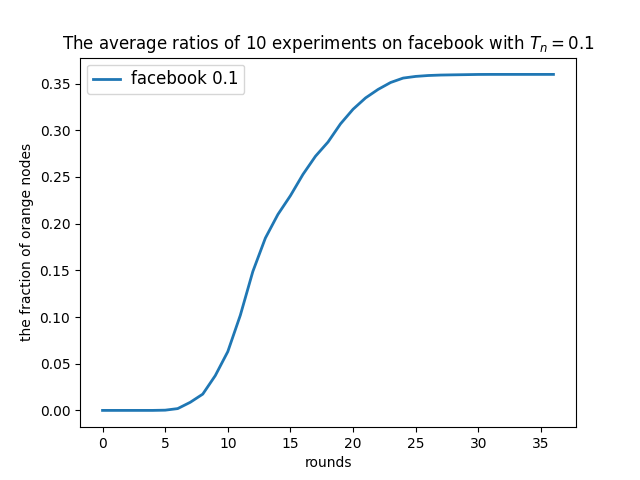 The average ratios of 10 experiments on facebook with $T_n = 0.1$
facebook 0.1
the fraction of orange nodes
0.35
0.30
0.25
0.20
0.15
0.10
0.05
0.00
0 5 10 15 20 25 30 35
rounds